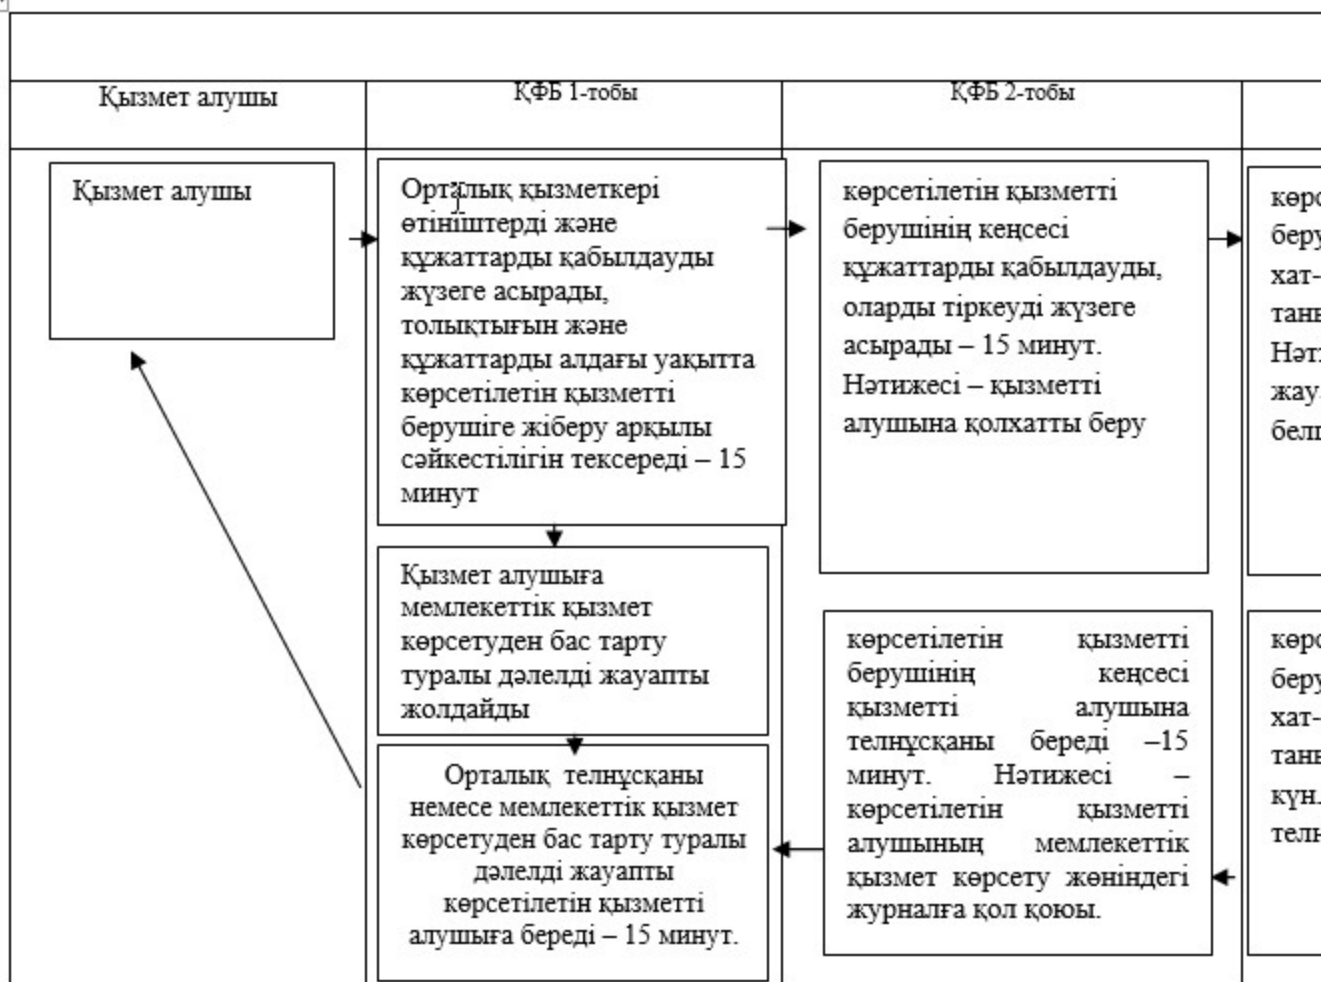 Қызмет алушы
ҚФБ 1-тобы
ҚФБ 2-тобы
Қызмет алушы
Орталық қызметкері
өтініштерді және
құжаттарды қабылдауды
жүзеге асырады,
толықтығын және
құжаттарды алдағы уақытта
көрсетілетін қызметті
берушіге жіберу арқылы
сәйкестілігін тексереді – 15
минут
көрсетілетін қызметті
берушінің кеңсесі
құжаттарды қабылдауды,
оларды тіркеуді жүзеге
асырады – 15 минут.
Нәтижесі – қызметті
алушына қолхатты беру
Қызмет алушыға
мемлекеттік қызмет
көрсетуден бас тарту
туралы дәлелді жауапты
жолдайды
көрсетілетін қызметті
берушінің кеңсесі
қызметті алушына
телнұсқаны береді –15
минут. Нәтижесі –
көрсетілетін қызметті
алушының мемлекеттік
қызмет көрсету жөніндегі
журналға қол қоюы.
Орталық телнұсқаны
немесе мемлекеттік қызмет
көрсетуден бас тарту туралы
дәлелді жауапты
көрсетілетін қызметті
алушыға береді – 15 минут.